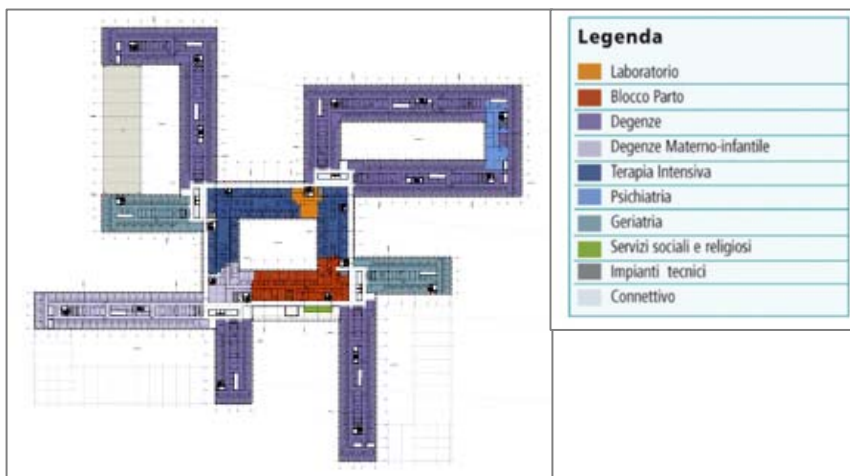 Legenda
Laboratorio
Blocco Parto
Degenze
Degenze Materno-infantile
Terapia Intensiva
Psichiatria
Geriatria
Servizi sociali e religiosi
Impianti tecnici
Connettivo